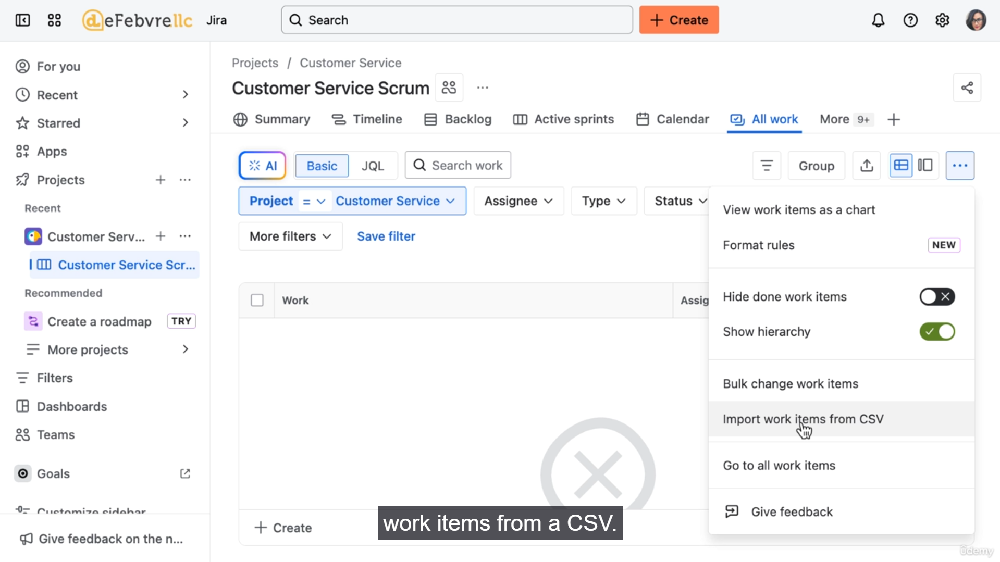 deFebvre llc Jira Search + Create
For you
Recent
Starred
Apps
Projects
Recent
Customer Serv...
Customer Service Scr...
Recommended
Create a roadmap TRY
More projects
Filters
Dashboards
Teams
Goals
Customize sidebar
Give feedback on the n...
Projects / Customer Service
Customer Service Scrum
Summary Timeline Backlog Active sprints Calendar All work More 9+
AI Basic JQL Search work Group
Project = Customer Service Assignee Type Status
More filters Save filter
Work Assig
+ Create
View work items as a chart
Format rules NEW
Hide done work items
Show hierarchy
Bulk change work items
Import work items from CSV
Go to all work items
Give feedback
work items from a CSV.
ûdemy